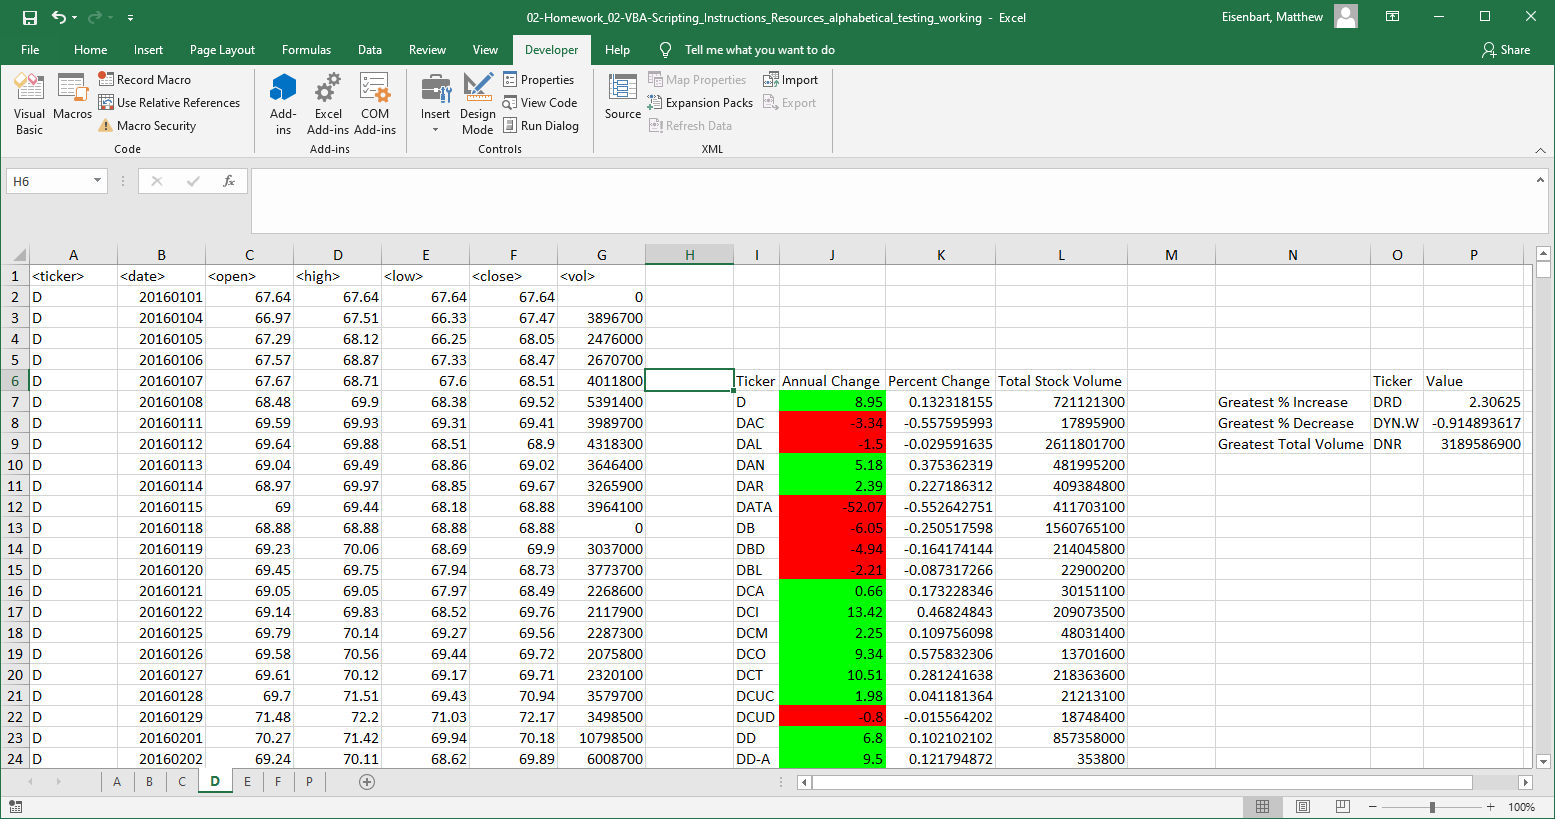 02-Homework_02-VBA-Scripting_Instructions_Resources_alphabetical_testing_working - Excel
Eisenbart, Matthew
File Home Insert Page Layout Formulas Data Review View Developer Help Tell me what you want to do Share
Visual Basic
Macros
Record Macro
Use Relative References
Macro Security
Code
Add-ins
Excel Add-ins
COM Add-ins
Add-ins
Insert
Design Mode
Properties
View Code
Run Dialog
Controls
Source
Map Properties
Expansion Packs
Refresh Data
Import
Export
XML
H6 fx
A B C D E F G H I J K L M N O P
1 <ticker> <date> <open> <high> <low> <close> <vol>
2 D 20160101 67.64 67.64 67.64 67.64 0
3 D 20160104 66.97 67.51 66.33 67.47 3896700
4 D 20160105 67.29 68.12 66.25 68.05 2476000
5 D 20160106 67.57 68.87 67.33 68.47 2670700
6 D 20160107 67.67 68.71 67.6 68.51 4011800 Ticker Annual Change Percent Change Total Stock Volume Ticker Value
7 D 20160108 68.48 69.9 68.38 69.52 5391400 D 8.95 0.132318155 721121300 Greatest % Increase DRD 2.30625
8 D 20160111 69.59 69.93 69.31 69.41 3989700 DAC -3.34 -0.557595993 17895900 Greatest % Decrease DYN.W -0.914893617
9 D 20160112 69.64 69.88 68.51 68.9 4318300 DAL -1.5 -0.029591635 2611801700 Greatest Total Volume DNR 3189586900
10 D 20160113 69.04 69.49 68.86 69.02 3646400 DAN 5.18 0.375362319 481995200
11 D 20160114 68.97 69.97 68.85 69.67 3265900 DAR 2.39 0.227186312 409384800
12 D 20160115 69 69.44 68.18 68.88 3964100 DATA -52.07 -0.552642751 411703100
13 D 20160118 68.88 68.88 68.88 68.88 0 DB -6.05 -0.250517598 1560765100
14 D 20160119 69.23 70.06 68.69 69.9 3037000 DBD -4.94 -0.164174144 214045800
15 D 20160120 69.45 69.75 67.94 68.73 3773700 DBL -2.21 -0.087317266 22900200
16 D 20160121 69.05 69.05 67.97 68.49 2268600 DCA 0.66 0.173228346 30151100
17 D 20160122 69.14 69.83 68.52 69.76 2117900 DCI 13.42 0.46824843 209073500
18 D 20160125 69.79 70.14 69.27 69.56 2287300 DCM 2.25 0.109756098 48031400
19 D 20160126 69.58 70.56 69.44 69.72 2075800 DCO 9.34 0.575832306 13701600
20 D 20160127 69.61 70.12 69.17 69.71 2320100 DCT 10.51 0.281241638 218363600
21 D 20160128 69.7 71.51 69.43 70.94 3579700 DCUC 1.98 0.041181364 21213100
22 D 20160129 71.48 72.2 71.03 72.17 3498500 DCUD -0.8 -0.015564202 18748400
23 D 20160201 70.27 71.42 69.94 70.18 10798500 DD 6.8 0.102102102 857358000
24 D 20160202 69.24 70.11 68.62 69.89 6008700 DD-A 9.5 0.121794872 353800
A B C D E F P
100%